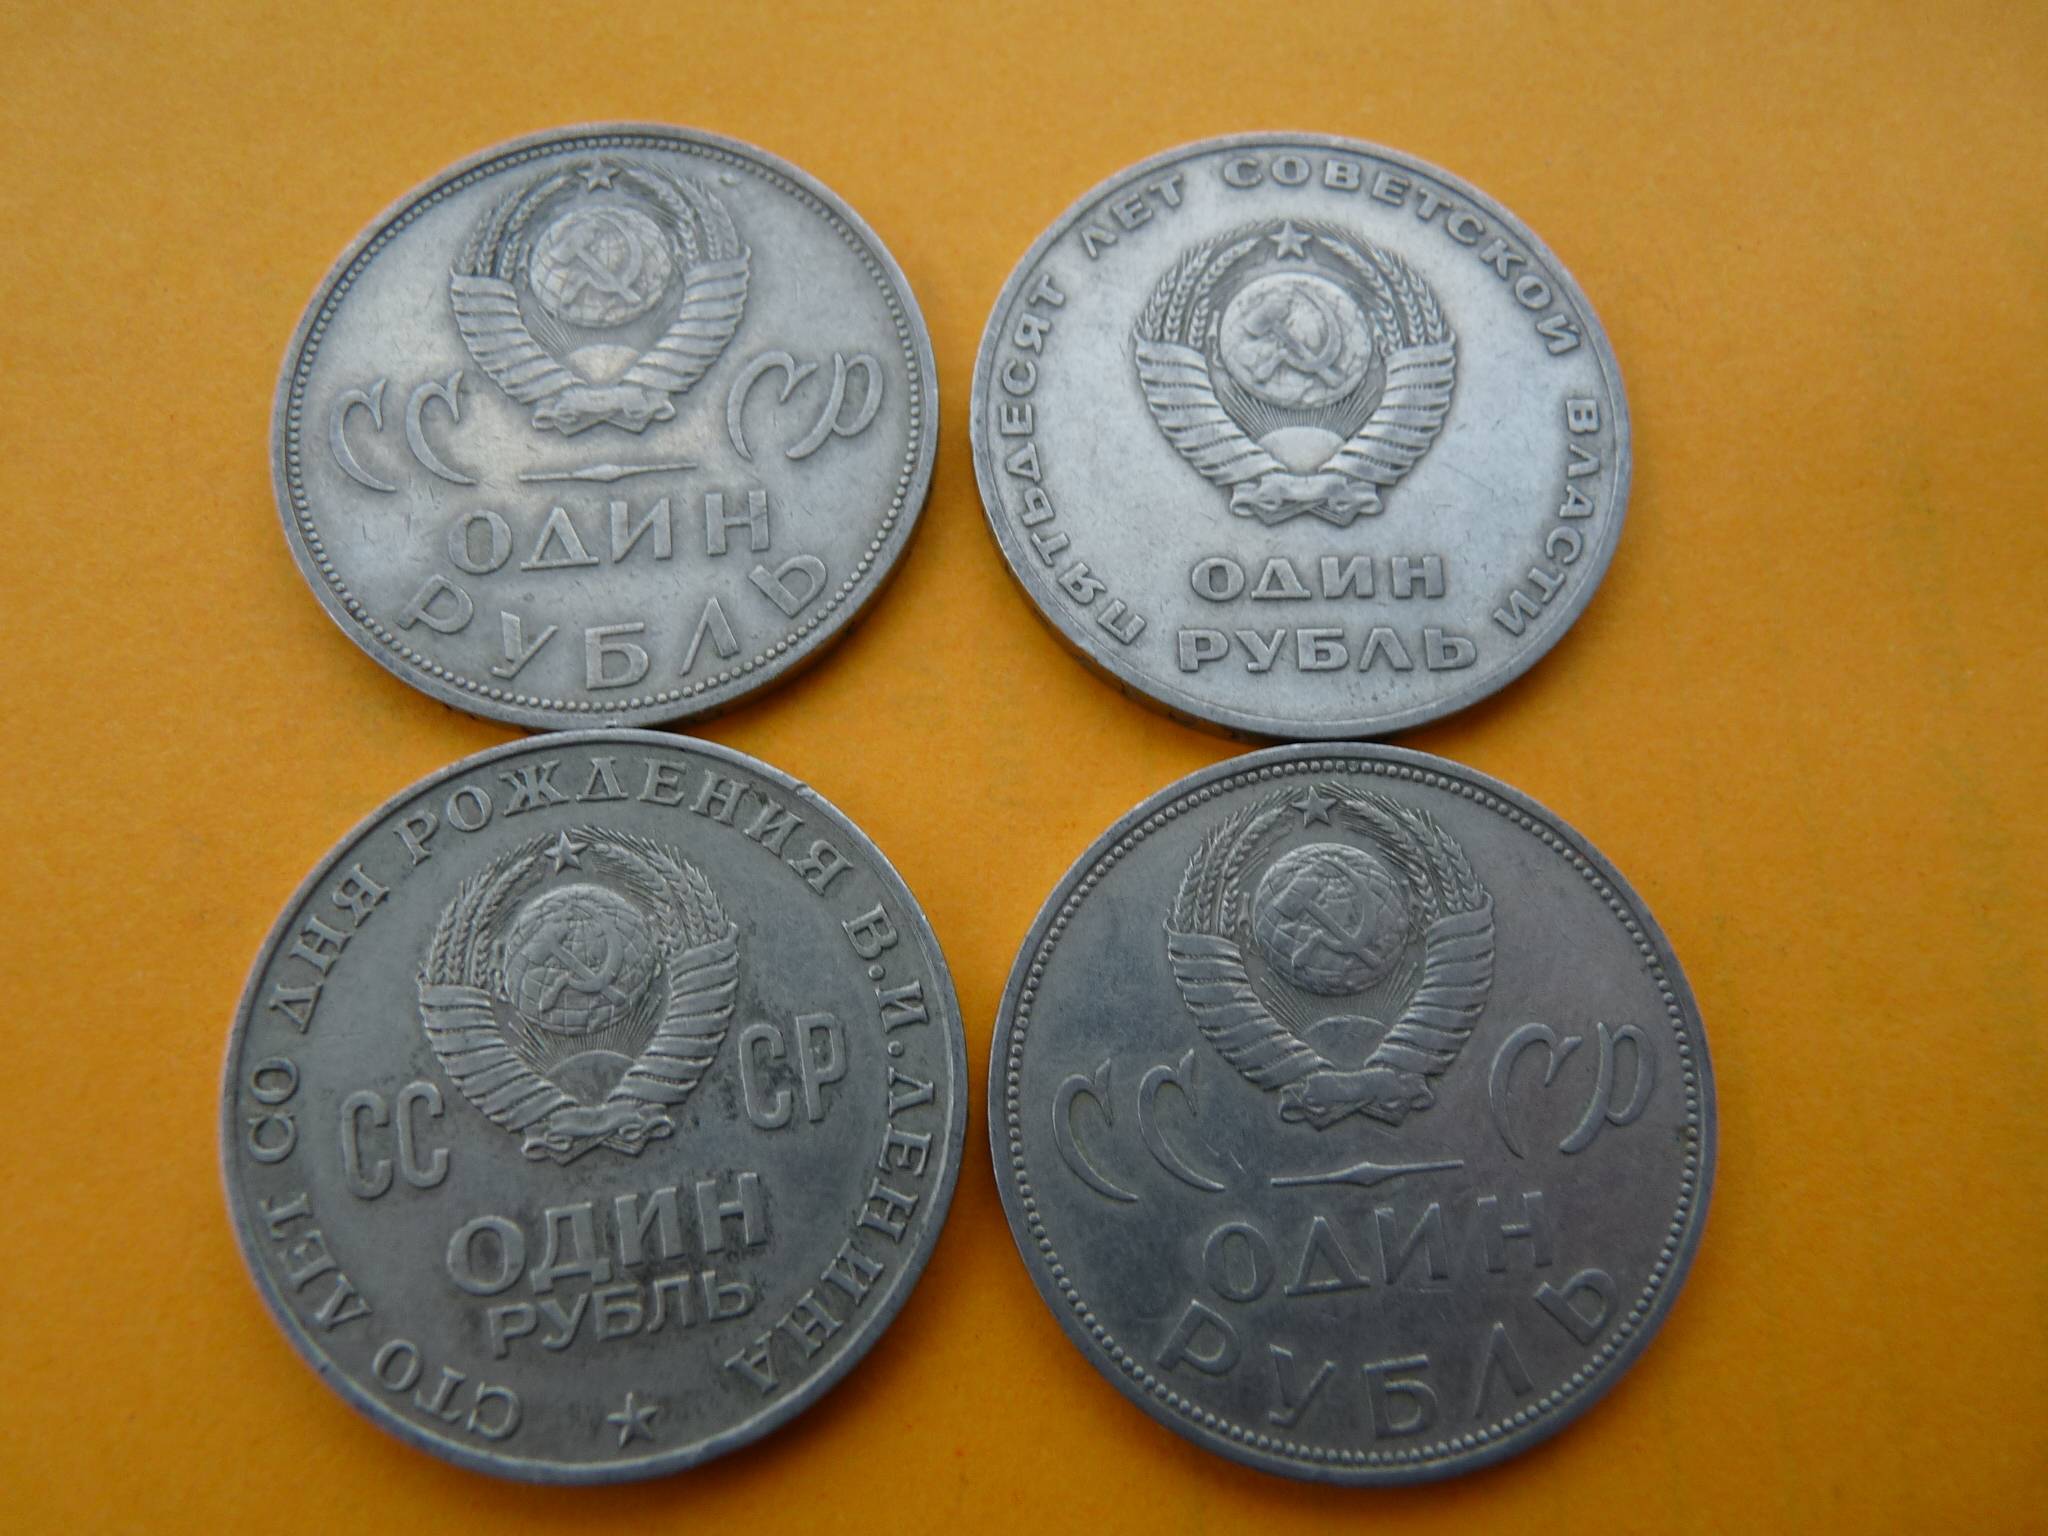 СССР
ОДИН
РУБЛЬ
ПЯТЬДЕСЯТ ЛЕТ СОВЕТСКОЙ ВЛАСТИ
ОДИН
РУБЛЬ
СТО ЛЕТ СО ДНЯ РОЖДЕНИЯ В.И.ЛЕНИНА
СССР
ОДИН
РУБЛЬ
СССР
ОДИН
РУБЛЬ